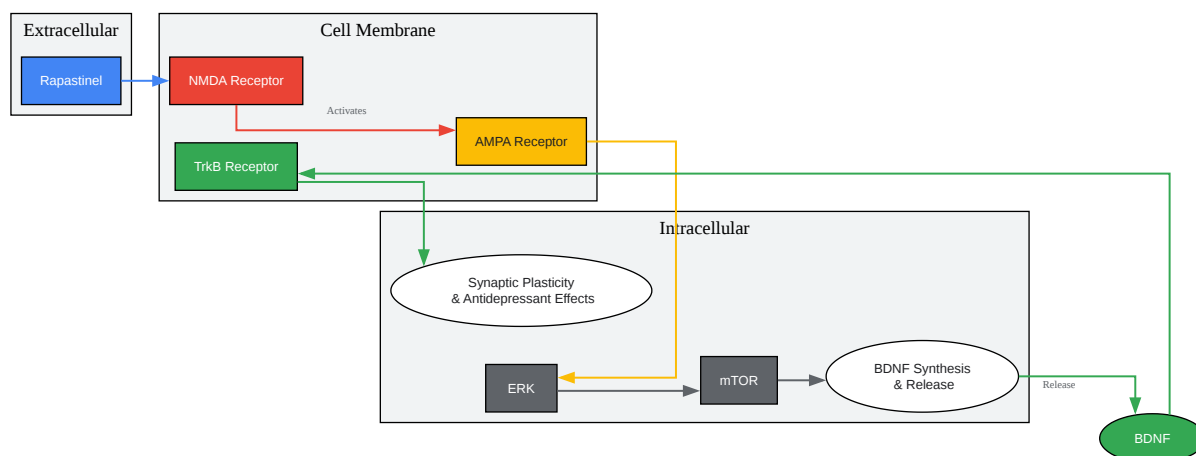 Extracellular
Cell Membrane
Rapastinel
NMDA Receptor
Activates
AMPA Receptor
TrkB Receptor
Intracellular
Synaptic Plasticity
& Antidepressant Effects
ERK
mTOR
BDNF Synthesis
& Release
Release
BDNF